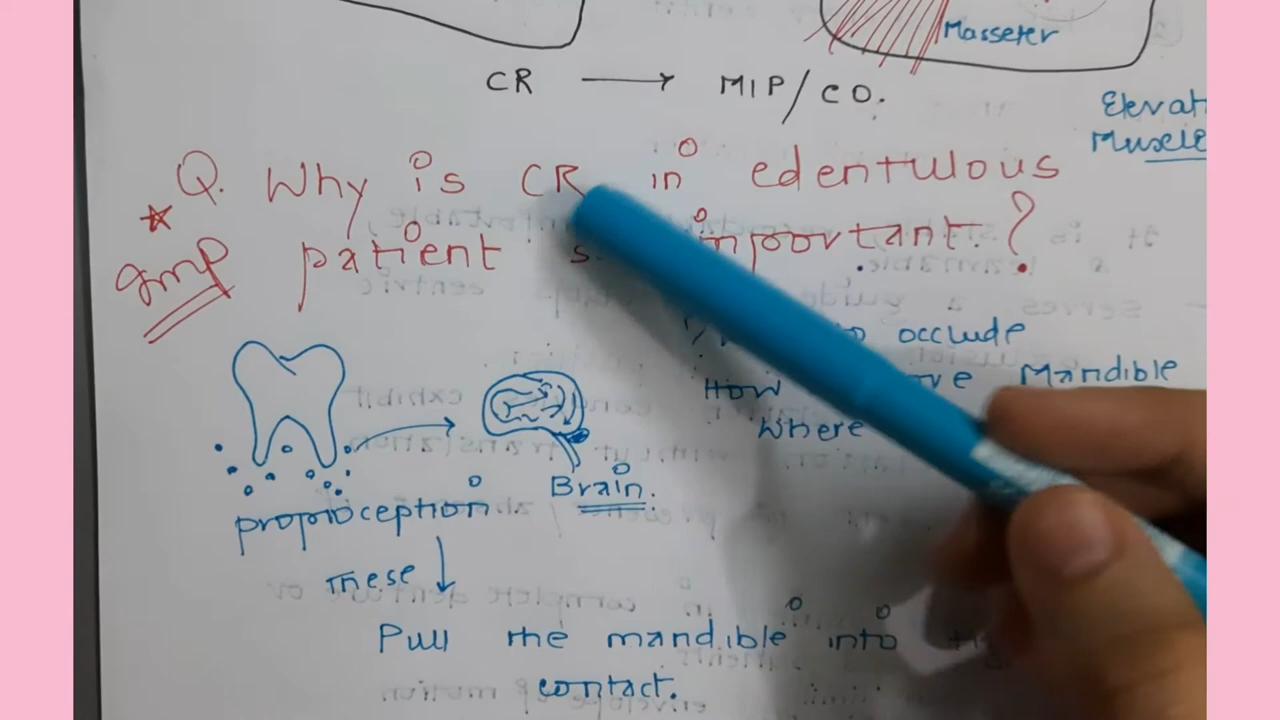 Masseter
CR → MIP/CO.
Elevat
Muscle
Q. Why is CR in edentulous
Imp patient important?
occlude
How Mandible
Where
Brain.
proprioception
These
Pull the mandible into
contact.